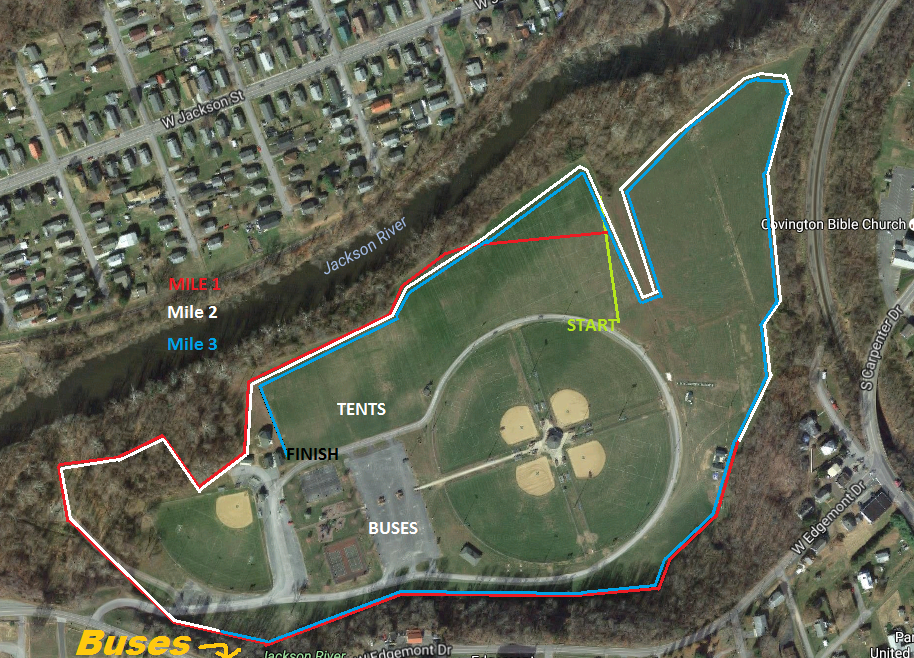 W Jackson St
Jackson River
Covington Bible Church
MILE 1
Mile 2
Mile 3
START
S Carpenter Dr
TENTS
FINISH
BUSES
W Edgemont Dr
Buses
Jackson River
W Edgemont Dr
Par
United